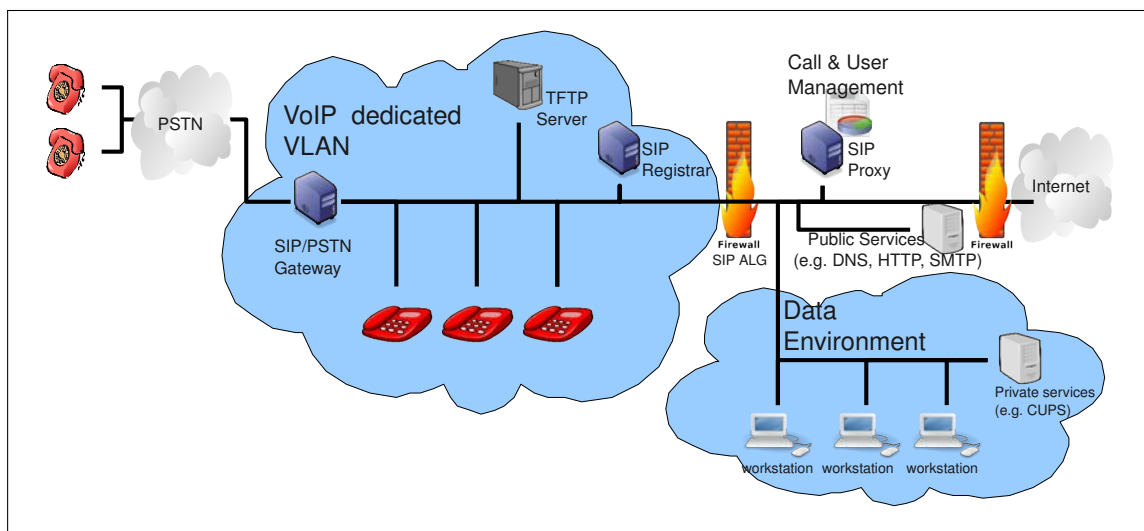 Call & User
Management
PSTN
VoIP dedicated
VLAN
TFTP
Server
SIP
Registrar
SIP
Proxy
Internet
SIP/PSTN
Gateway
Firewall
SIP ALG
Public Services
(e.g. DNS, HTTP, SMTP)
Firewall
Data
Environment
Private services
(e.g. CUPS)
workstation
workstation
workstation